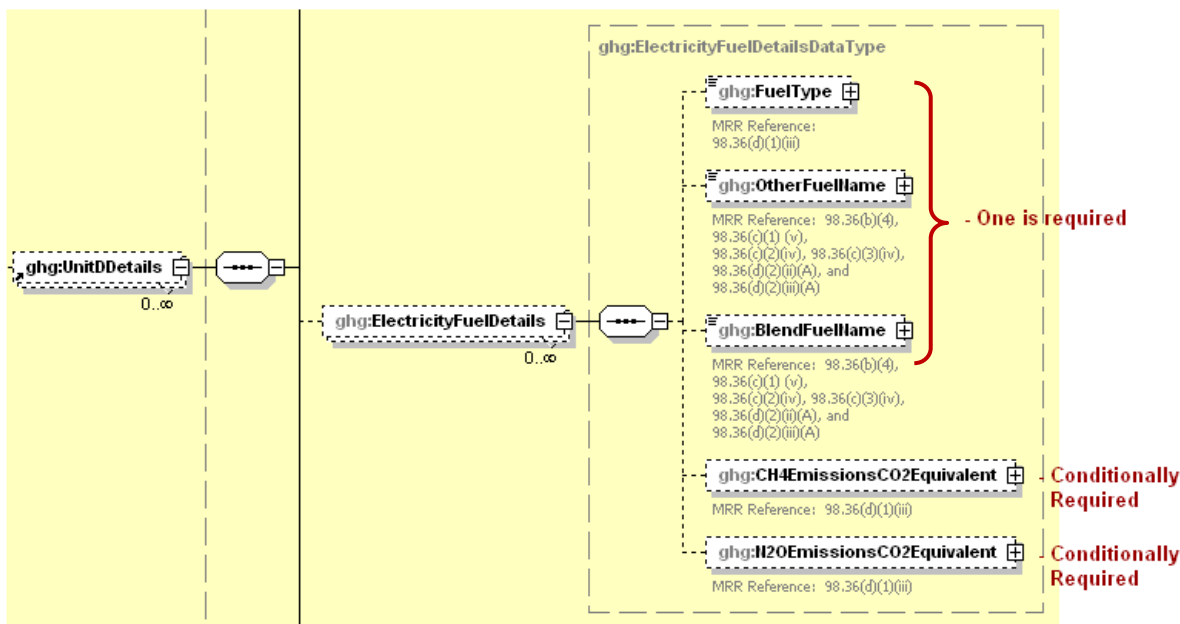 ghg:ElectricityFuelDetailsDataType
ghg:FuelType
MRR Reference:
98.36(d)(1)(iii)
ghg:OtherFuelName
MRR Reference: 98.36(b)(4),
98.36(c)(1) (v),
98.36(c)(2)(iv), 98.36(c)(3)(iv),
98.36(d)(2)(ii)(A), and
98.36(d)(2)(iii)(A)
- One is required
ghg:UnitDDetails
0..∞
ghg:ElectricityFuelDetails
0..∞
ghg:BlendFuelName
MRR Reference: 98.36(b)(4),
98.36(c)(1) (v),
98.36(c)(2)(iv), 98.36(c)(3)(iv),
98.36(d)(2)(ii)(A), and
98.36(d)(2)(iii)(A)
ghg:CH4EmissionsCO2Equivalent
- Conditionally
Required
MRR Reference: 98.36(d)(1)(iii)
ghg:N2OEmissionsCO2Equivalent
- Conditionally
Required
MRR Reference: 98.36(d)(1)(iii)